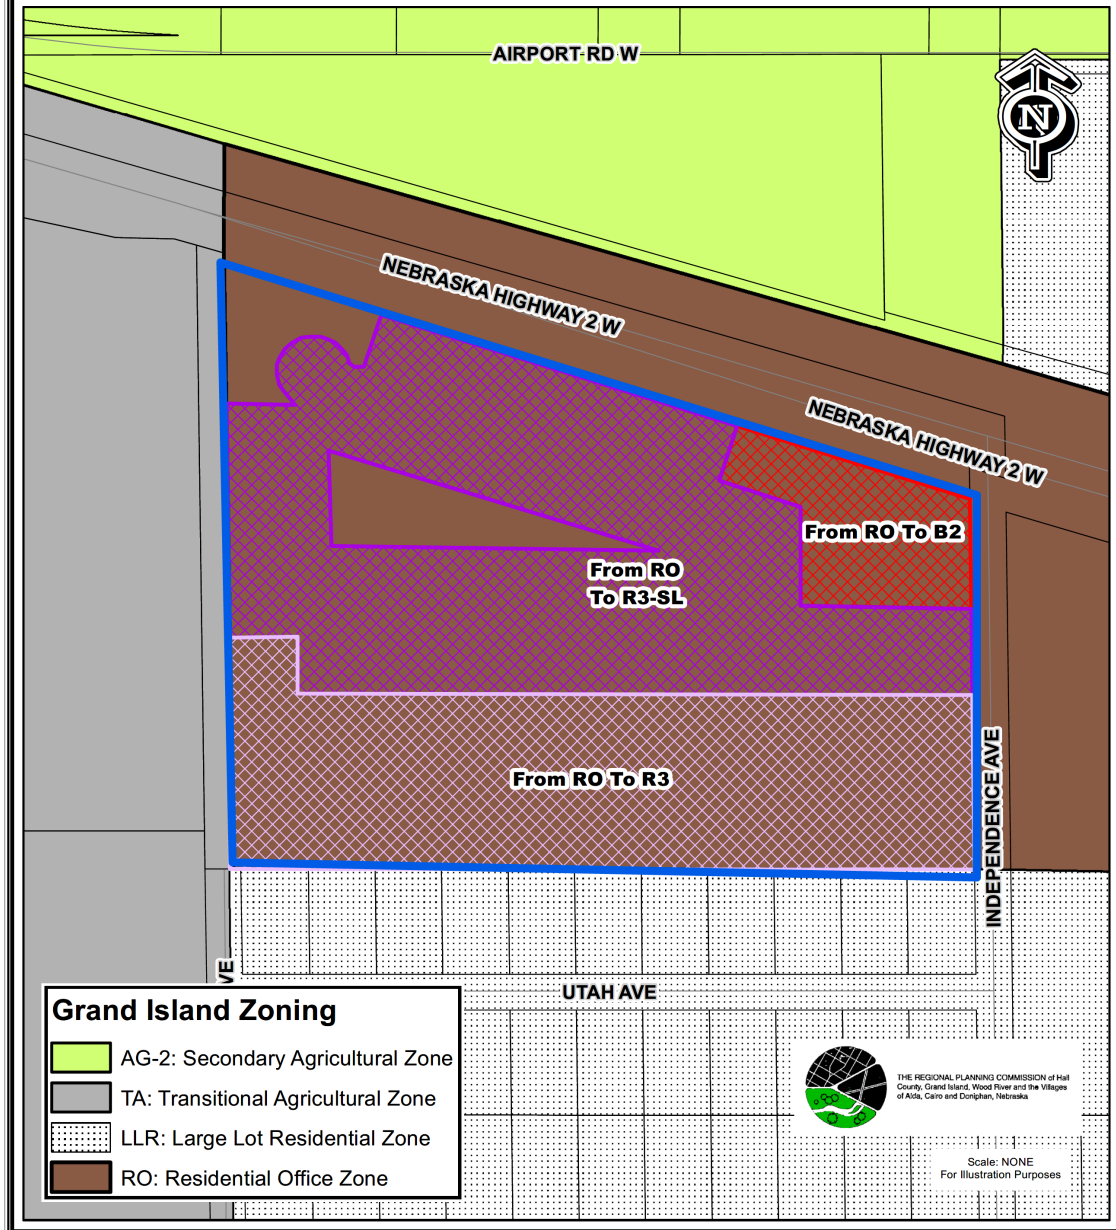 AIRPORT RD W
N
NEBRASKA HIGHWAY 2 W
NEBRASKA HIGHWAY 2 W
From RO To B2
From RO
To R3-SL
From RO To R3
INDEPENDENCE AVE
VE
UTAH AVE
Grand Island Zoning
AG-2: Secondary Agricultural Zone
TA: Transitional Agricultural Zone
LLR: Large Lot Residential Zone
RO: Residential Office Zone
THE REGIONAL PLANNING COMMISSION of Hall
County, Grand Island, Wood River and the Villages
of Alda, Cairo and Doniphan, Nebraska
Scale: NONE
For Illustration Purposes